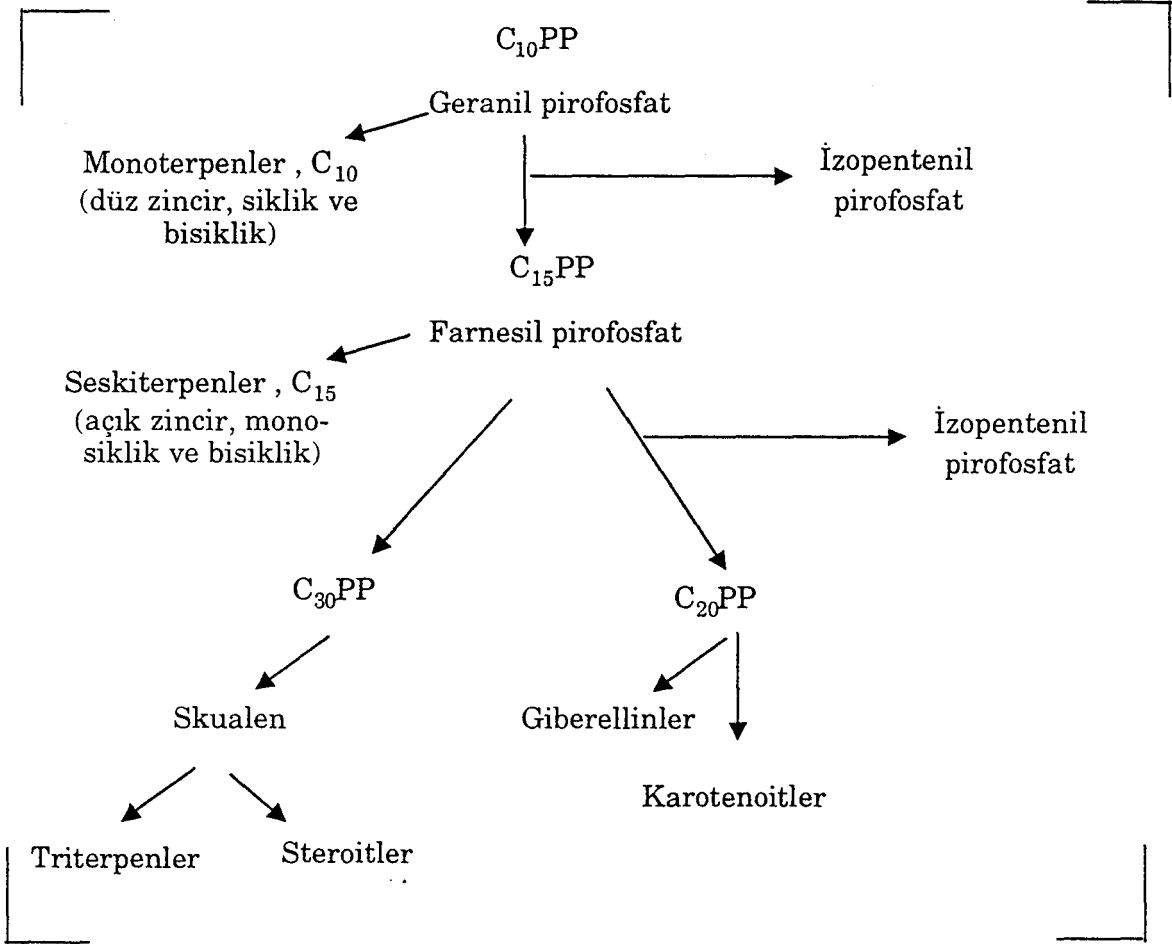 C₁₀PP
Geranil pirofosfat
Monoterpenler , C₁₀
(düz zincir, siklik ve
bisiklik)
İzopentenil
pirofosfat
C₁₅PP
Farnesil pirofosfat
Seskiterpenler , C₁₅
(açık zincir, mono-
siklik ve bisiklik)
İzopentenil
pirofosfat
C₃₀PP
C₂₀PP
Skualen
Giberellinler
Karotenoitler
Triterpenler
Steroitler